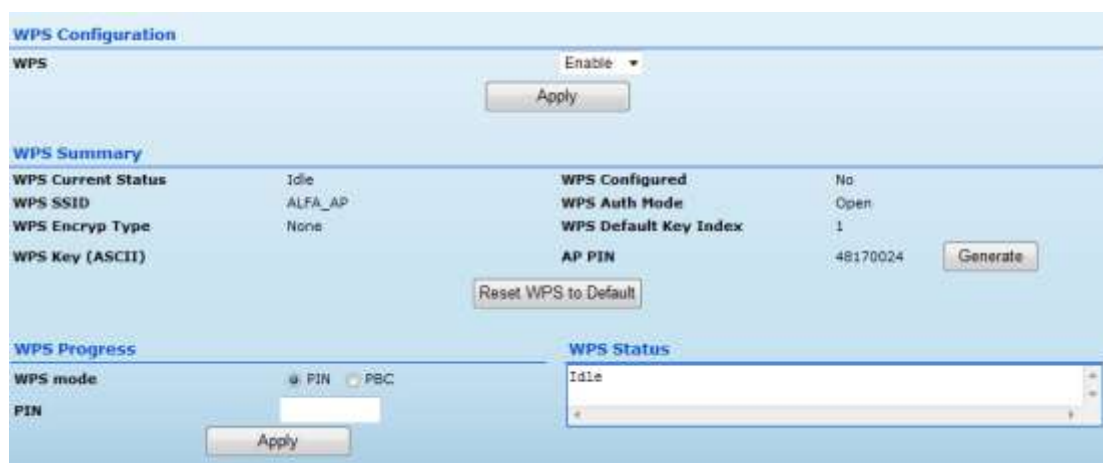 WPS Configuration
WPS Enable
Apply
WPS Summary
WPS Current Status Idle WPS Configured No
WPS SSID ALFA_AP WPS Auth Mode Open
WPS Encryp Type None WPS Default Key Index 1
WPS Key (ASCII) AP PIN 48170024 Generate
Reset WPS to Default
WPS Progress WPS Status
WPS mode PIN PBC Idle
PIN
Apply